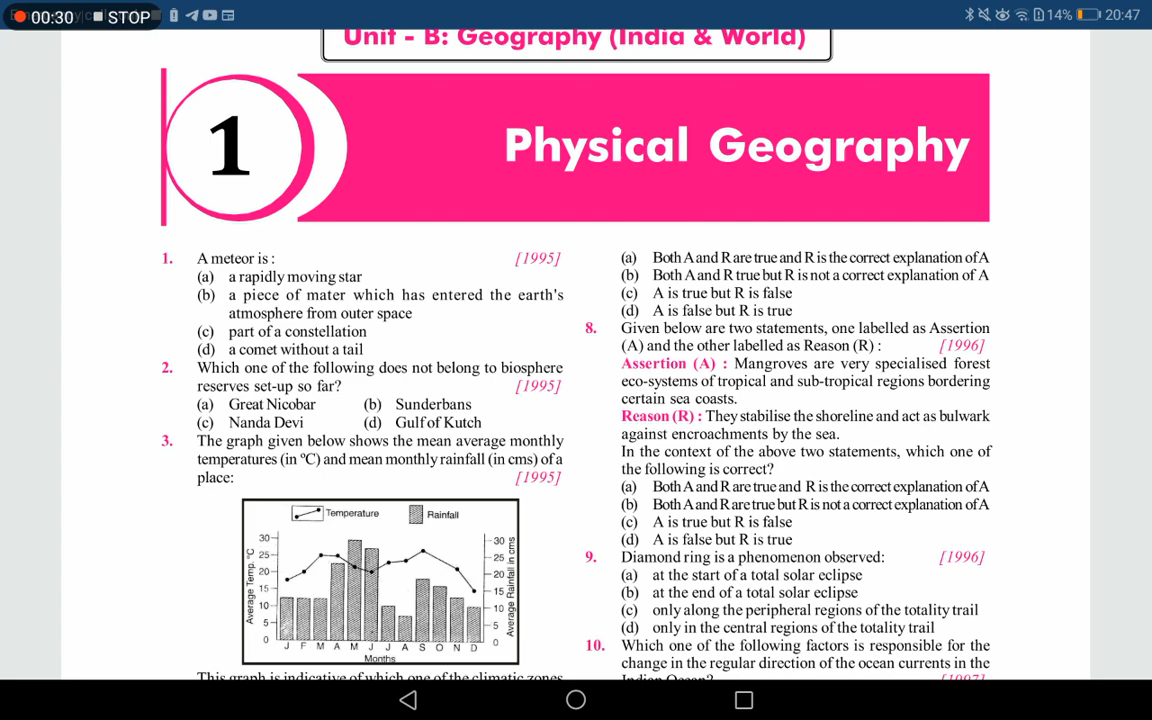 00:30 STOP 14% 20:47
Unit - B: Geography (India & World)
1
Physical Geography
1. A meteor is : [1995]
(a) a rapidly moving star
(b) a piece of mater which has entered the earth's
atmosphere from outer space
(c) part of a constellation
(d) a comet without a tail
2. Which one of the following does not belong to biosphere
reserves set-up so far? [1995]
(a) Great Nicobar (b) Sunderbans
(c) Nanda Devi (d) Gulf of Kutch
3. The graph given below shows the mean average monthly
temperatures (in ºC) and mean monthly rainfall (in cms) of a
place: [1995]
Temperature Rainfall
Average Temp. °C
30
25
20
15
10
5
0
30
25
20
15
10
5
0
Average Rainfall in cms
J F M A M J J A S O N D
Months
This graph is indicative of which one of the climatic zones
(a) Both A and R are true and R is the correct explanation of A
(b) Both A and R true but R is not a correct explanation of A
(c) A is true but R is false
(d) A is false but R is true
8. Given below are two statements, one labelled as Assertion
(A) and the other labelled as Reason (R) : [1996]
Assertion (A) : Mangroves are very specialised forest
eco-systems of tropical and sub-tropical regions bordering
certain sea coasts.
Reason (R) : They stabilise the shoreline and act as bulwark
against encroachments by the sea.
In the context of the above two statements, which one of
the following is correct?
(a) Both A and R are true and R is the correct explanation of A
(b) Both A and R are true but R is not a correct explanation of A
(c) A is true but R is false
(d) A is false but R is true
9. Diamond ring is a phenomenon observed: [1996]
(a) at the start of a total solar eclipse
(b) at the end of a total solar eclipse
(c) only along the peripheral regions of the totality trail
(d) only in the central regions of the totality trail
10. Which one of the following factors is responsible for the
change in the regular direction of the ocean currents in the
Indian Ocean? [1997]